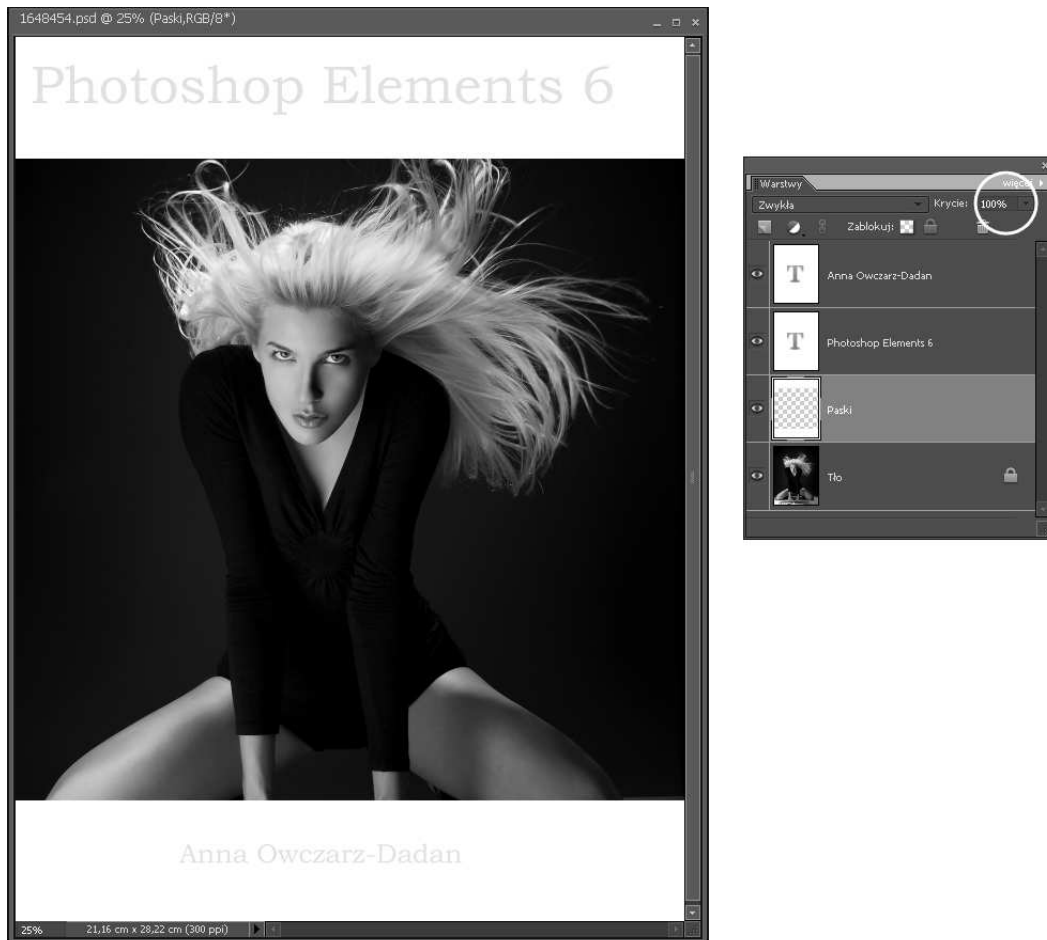 1648454.psd @ 25% (Paski,RGB/8*)
Photoshop Elements 6
Anna Owczarz-Dadan
25% 21,16 cm x 28,22 cm (300 ppi)
Warstwy więcej
Zwykła Krycie: 100%
Zablokuj:
T Anna Owczarz-Dadan
T Photoshop Elements 6
Paski
Tło